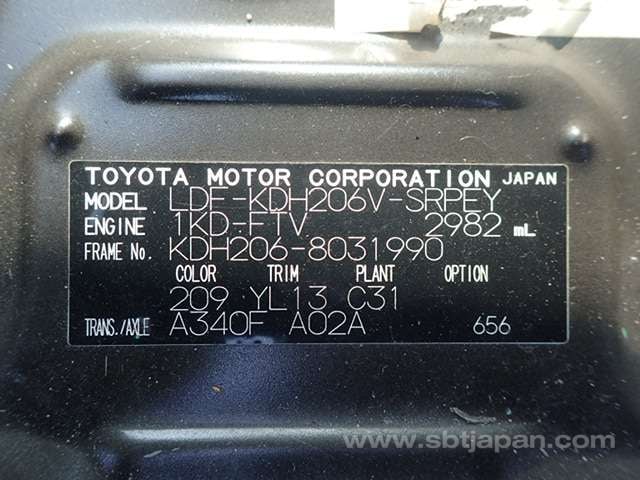 TOYOTA MOTOR CORPORATION JAPAN
MODEL LDF-KDH206V-SRPEY
ENGINE 1KD-FTV 2982 mL
FRAME No. KDH206-8031990
COLOR TRIM PLANT OPTION
209 YL13 C31
TRANS./AXLE A340F A02A 656
www.sbtjapan.com